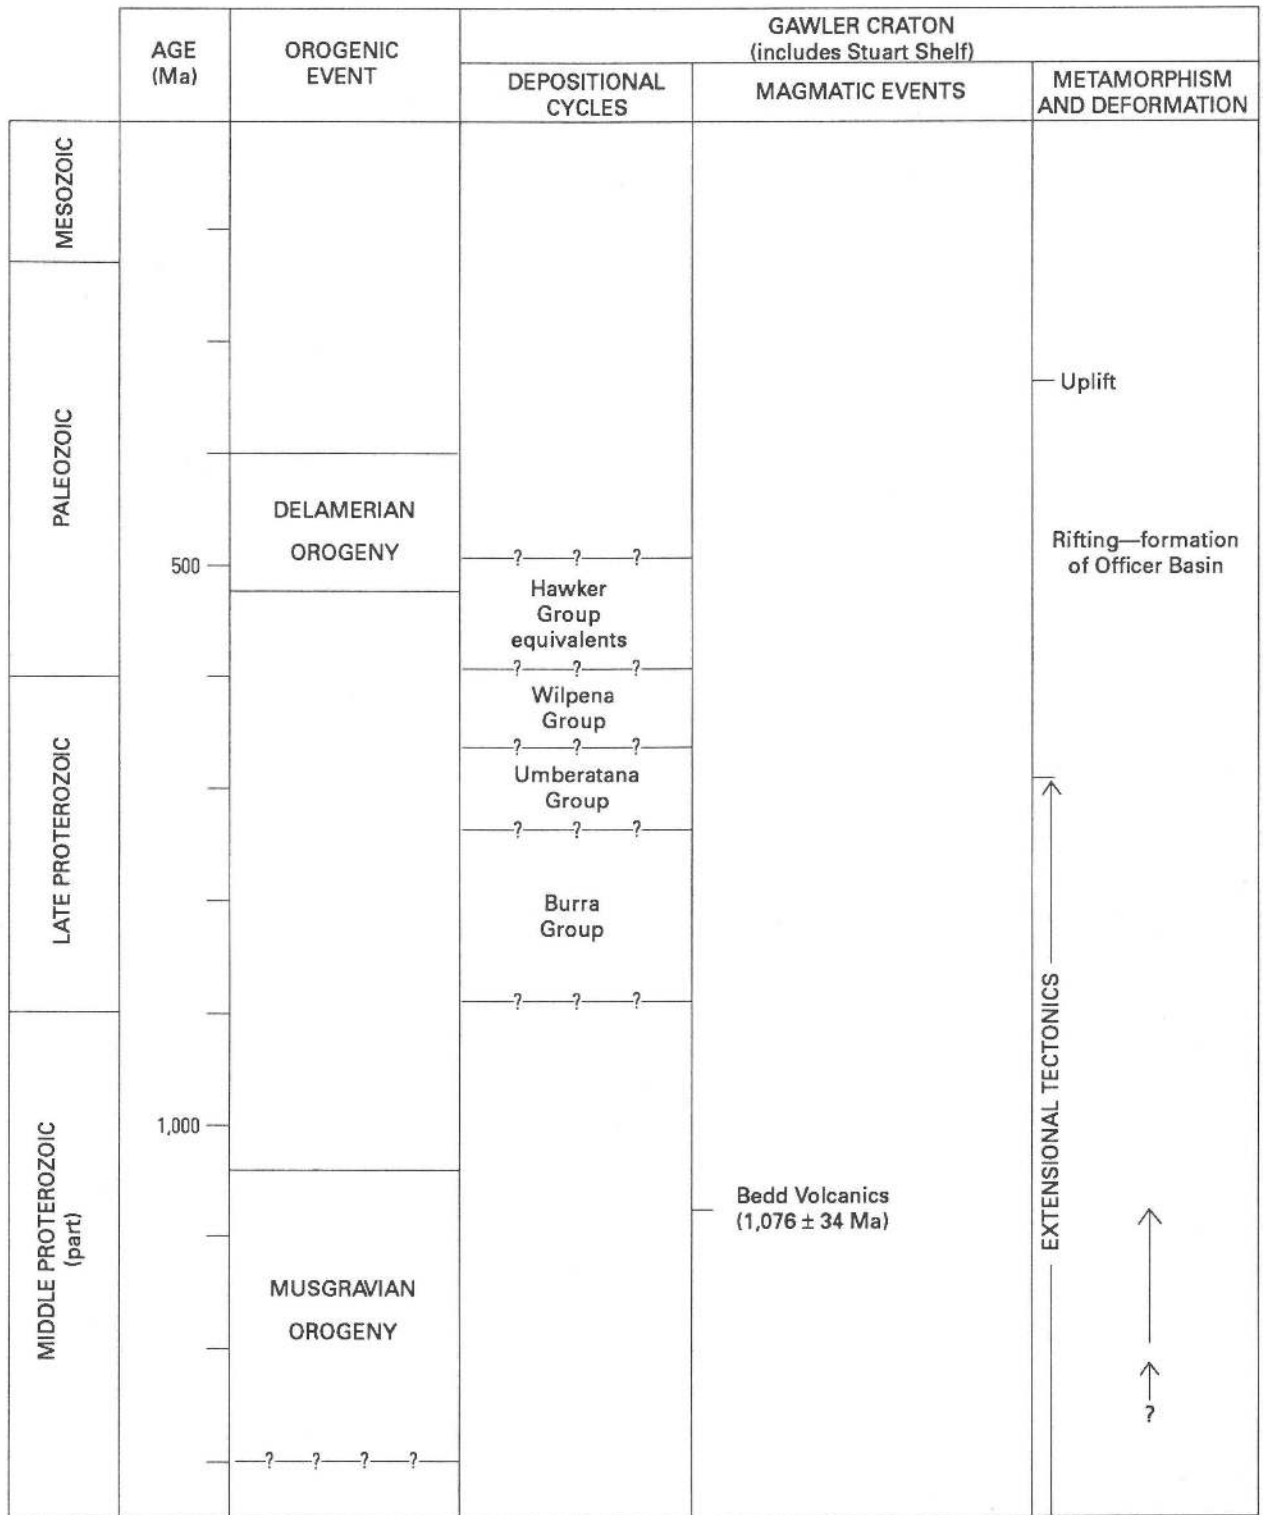 GAWLER CRATON
(includes Stuart Shelf)
AGE
(Ma)
OROGENIC
EVENT
DEPOSITIONAL
CYCLES
MAGMATIC EVENTS
METAMORPHISM
AND DEFORMATION
MESOZOIC
PALEOZOIC
LATE PROTEROZOIC
MIDDLE PROTEROZOIC
(part)
500
1,000
DELAMERIAN
OROGENY
MUSGRAVIAN
OROGENY
? ? ? ?
? ? ?
Hawker
Group
equivalents
? ? ?
Wilpena
Group
? ? ?
Umberatana
Group
? ? ?
Burra
Group
? ? ?
Bedd Volcanics
(1,076 ± 34 Ma)
Uplift
Rifting—formation
of Officer Basin
EXTENSIONAL TECTONICS
?